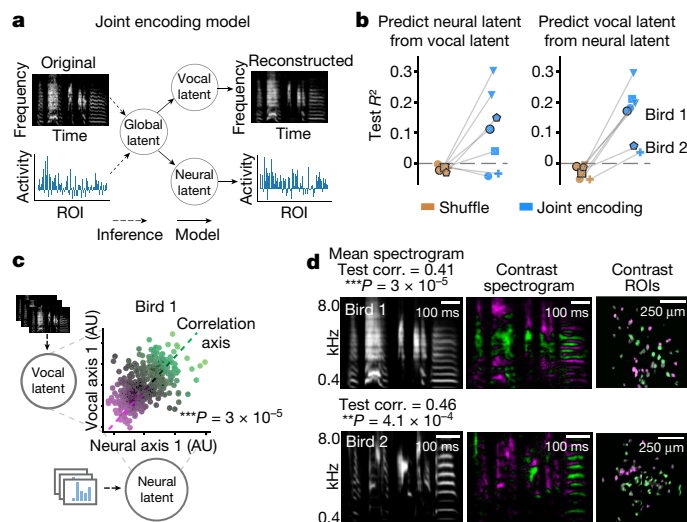 a
Joint encoding model
Original
Frequency
Time
Activity
ROI
Global
latent
Vocal
latent
Neural
latent
Reconstructed
Frequency
Time
Activity
ROI
Inference
Model
b
Predict neural latent
from vocal latent
Predict vocal latent
from neural latent
Test R²
0.3
0.2
0.1
0
0.3
0.2
0.1
0
Bird 1
Bird 2
Shuffle
Joint encoding
c
Bird 1
Correlation
axis
Vocal
latent
Vocal axis 1 (AU)
***P = 3 × 10⁻⁵
Neural axis 1 (AU)
Neural
latent
d
Mean spectrogram
Test corr. = 0.41
***P = 3 × 10⁻⁵
Contrast
spectrogram
Contrast
ROIs
8.0
kHz
0.4
Bird 1
100 ms
100 ms
250 µm
Test corr. = 0.46
**P = 4.1 × 10⁻⁴
8.0
kHz
0.4
Bird 2
100 ms
100 ms
250 µm